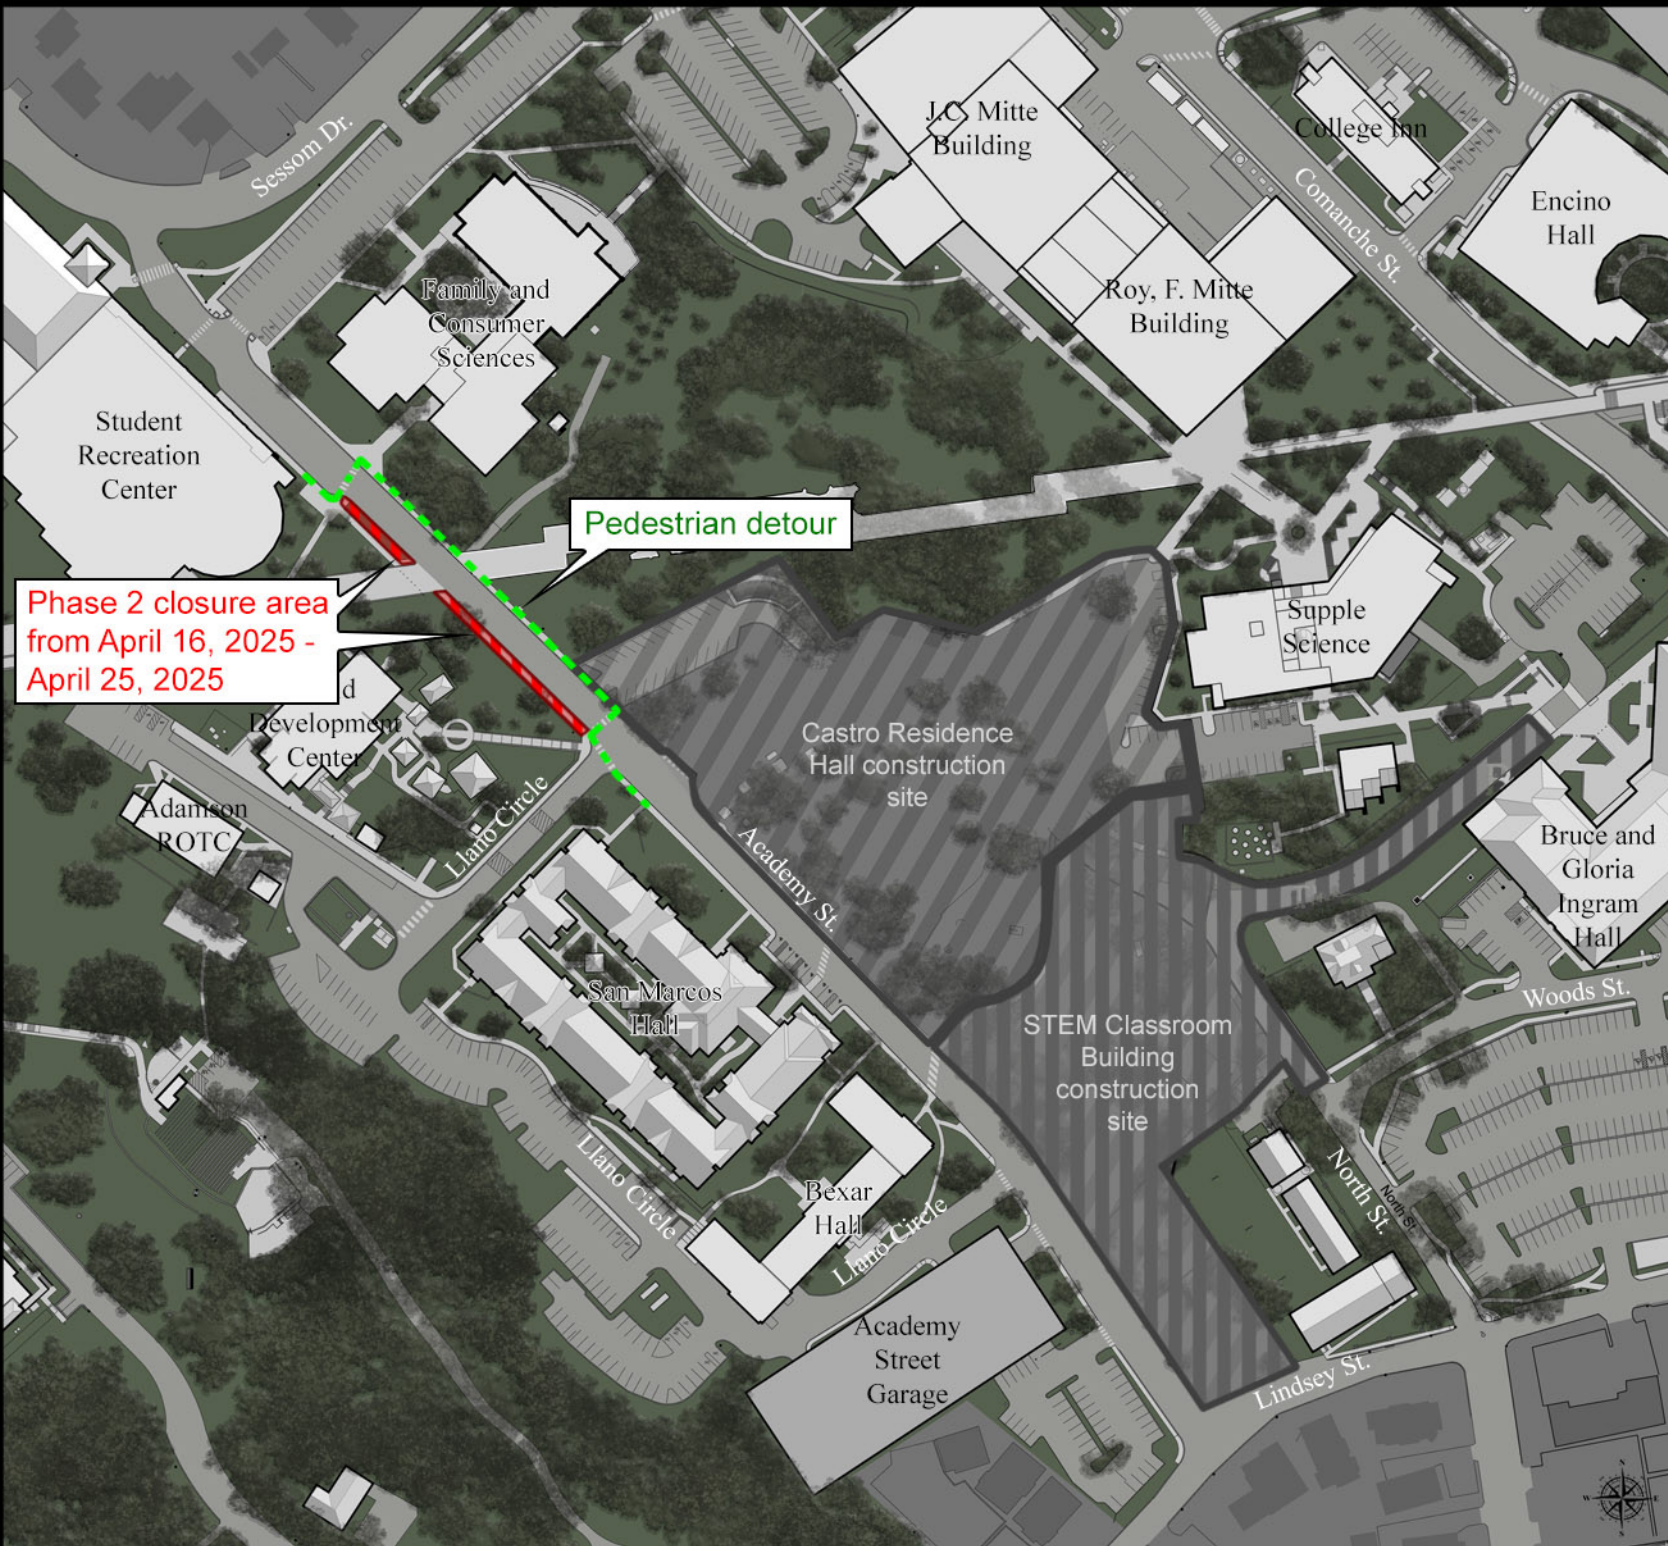 J.C. Mitte
Building
College Inn
Sessom Dr.
Comanche St.
Encino
Hall
Family and
Consumer
Sciences
Roy, F. Mitte
Building
Student
Recreation
Center
Pedestrian detour
Phase 2 closure area
from April 16, 2025 -
April 25, 2025
Supple
Science
d
Development
Center
Castro Residence
Hall construction
site
Adamson
ROTC
Llano Circle
Academy St.
Bruce and
Gloria
Ingram
Hall
San Marcos
Hall
Woods St.
STEM Classroom
Building
construction
site
Llano Circle
Bexar
Hall
North St.
North St.
Llano Circle
Academy
Street
Garage
Lindsey St.
N
W
E
S